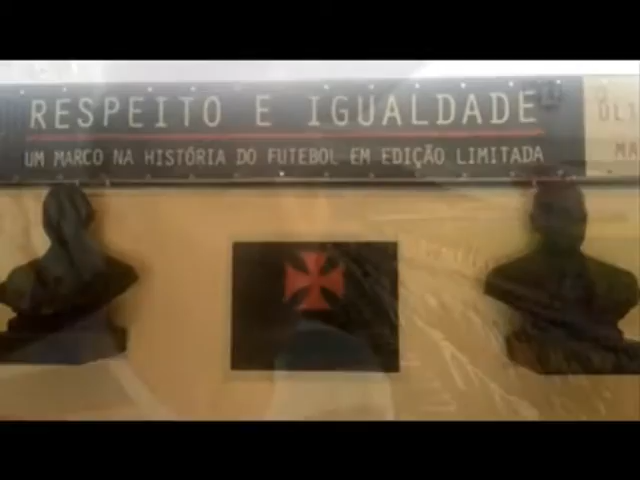 RESPEITO E IGUALDADE
UM MARCO NA HISTÓRIA DO FUTEBOL EM EDIÇÃO LIMITADA